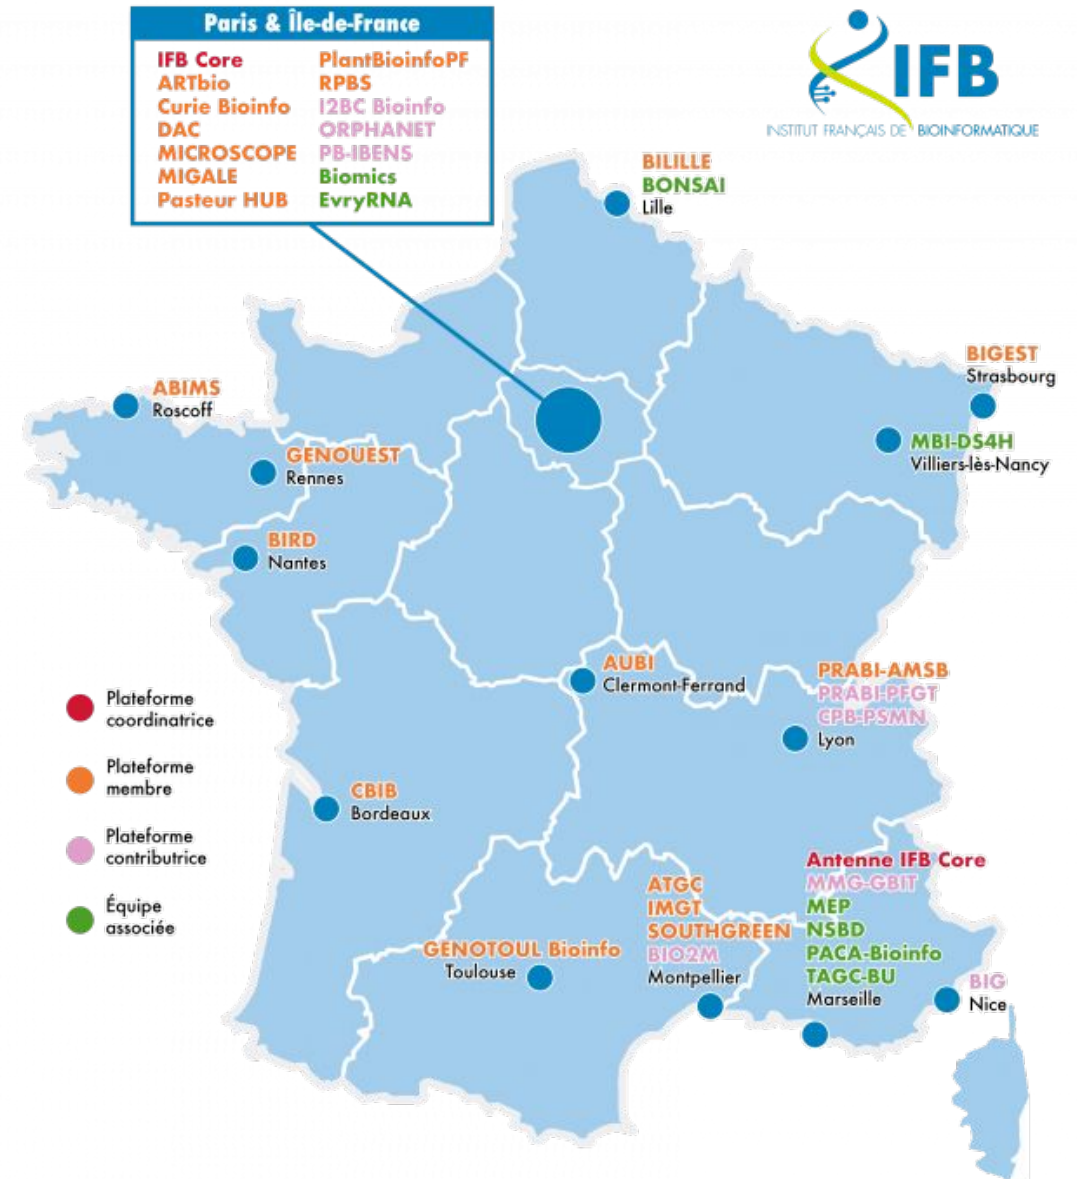 Paris & Île-de-France
IFB Core
ARTbio
Curie Bioinfo
DAC
MICROSCOPE
MIGALE
Pasteur HUB
PlantBioinfoPF
RPBS
I2BC Bioinfo
ORPHANET
PB-IBENS
Biomics
EvryRNA
IFB
INSTITUT FRANÇAIS DE BIOINFORMATIQUE
BILILLE
BONSAI
Lille
BIGEST
Strasbourg
MBI-DS4H
Villiers-lès-Nancy
ABIMS
Roscoff
GENOUEST
Rennes
BIRD
Nantes
AUBI
Clermont-Ferrand
PRABI-AMSB
PRABI-PFGT
CPB-PSMN
Lyon
Plateforme
coordinatrice
Plateforme
membre
Plateforme
contributrice
Équipe
associée
CBIB
Bordeaux
GENOTOUL Bioinfo
Toulouse
ATGC
IMGT
SOUTHGREEN
BIO2M
Montpellier
Antenne IFB Core
MMG-GBIT
MEP
NSBD
PACA-Bioinfo
TAGC-BU
Marseille
BIG
Nice